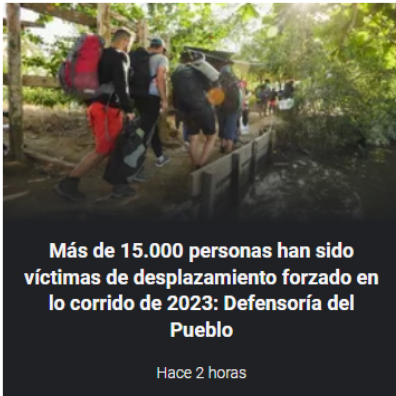 Más de 15.000 personas han sido
víctimas de desplazamiento forzado en
lo corrido de 2023: Defensoría del
Pueblo
Hace 2 horas